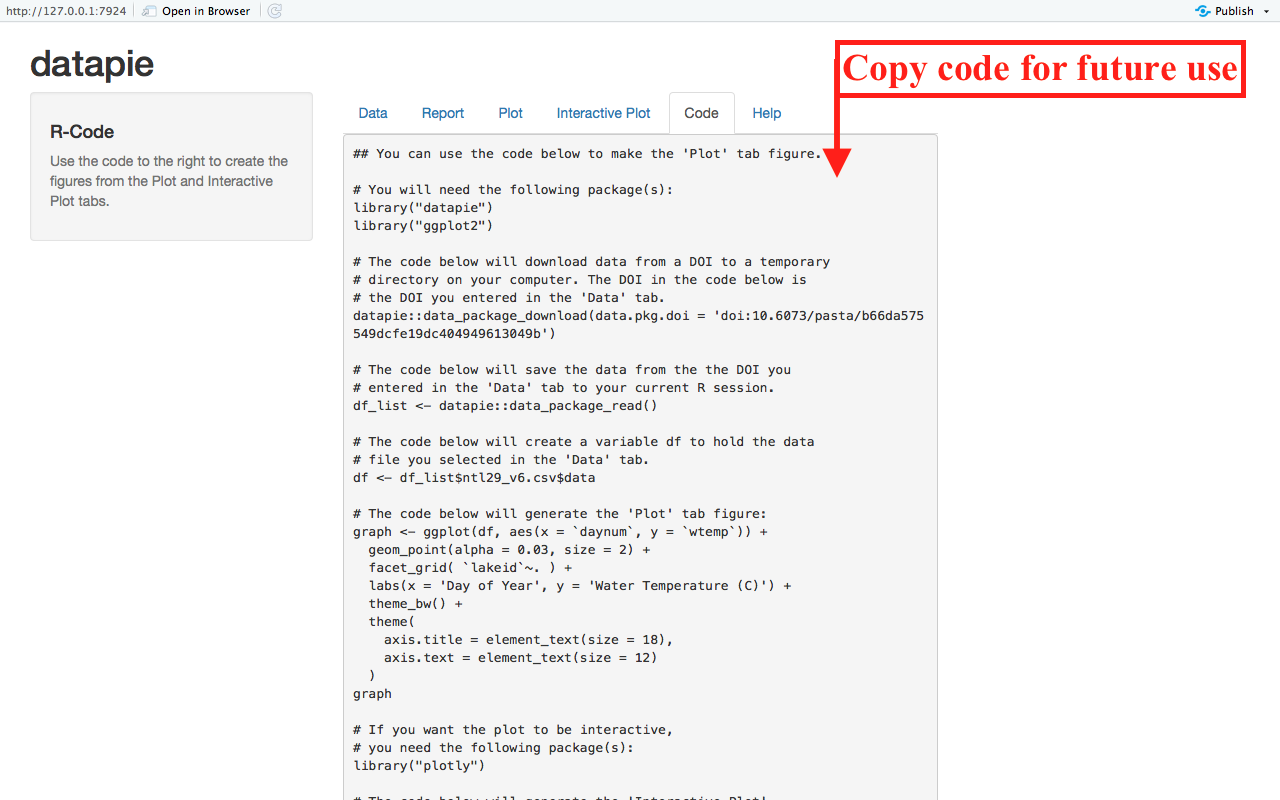 http://127.0.0.1:7924 Open in Browser Publish
datapie
Copy code for future use
R-Code
Use the code to the right to create the
figures from the Plot and Interactive
Plot tabs.
Data Report Plot Interactive Plot Code Help
## You can use the code below to make the 'Plot' tab figure.
# You will need the following package(s):
library("datapie")
library("ggplot2")
# The code below will download data from a DOI to a temporary
# directory on your computer. The DOI in the code below is
# the DOI you entered in the 'Data' tab.
datapie::data_package_download(data.pkg.doi = 'doi:10.6073/pasta/b66da575
549dcfe19dc404949613049b')
# The code below will save the data from the the DOI you
# entered in the 'Data' tab to your current R session.
df_list <- datapie::data_package_read()
# The code below will create a variable df to hold the data
# file you selected in the 'Data' tab.
df <- df_list$ntl29_v6.csv$data
# The code below will generate the 'Plot' tab figure:
graph <- ggplot(df, aes(x = `daynum`, y = `wtemp`)) +
  geom_point(alpha = 0.03, size = 2) +
  facet_grid( `lakeid`~. ) +
  labs(x = 'Day of Year', y = 'Water Temperature (C)') +
  theme_bw() +
  theme(
    axis.title = element_text(size = 18),
    axis.text = element_text(size = 12)
  )
graph
# If you want the plot to be interactive,
# you need the following package(s):
library("plotly")
# The code below will generate the 'Interactive Plot'